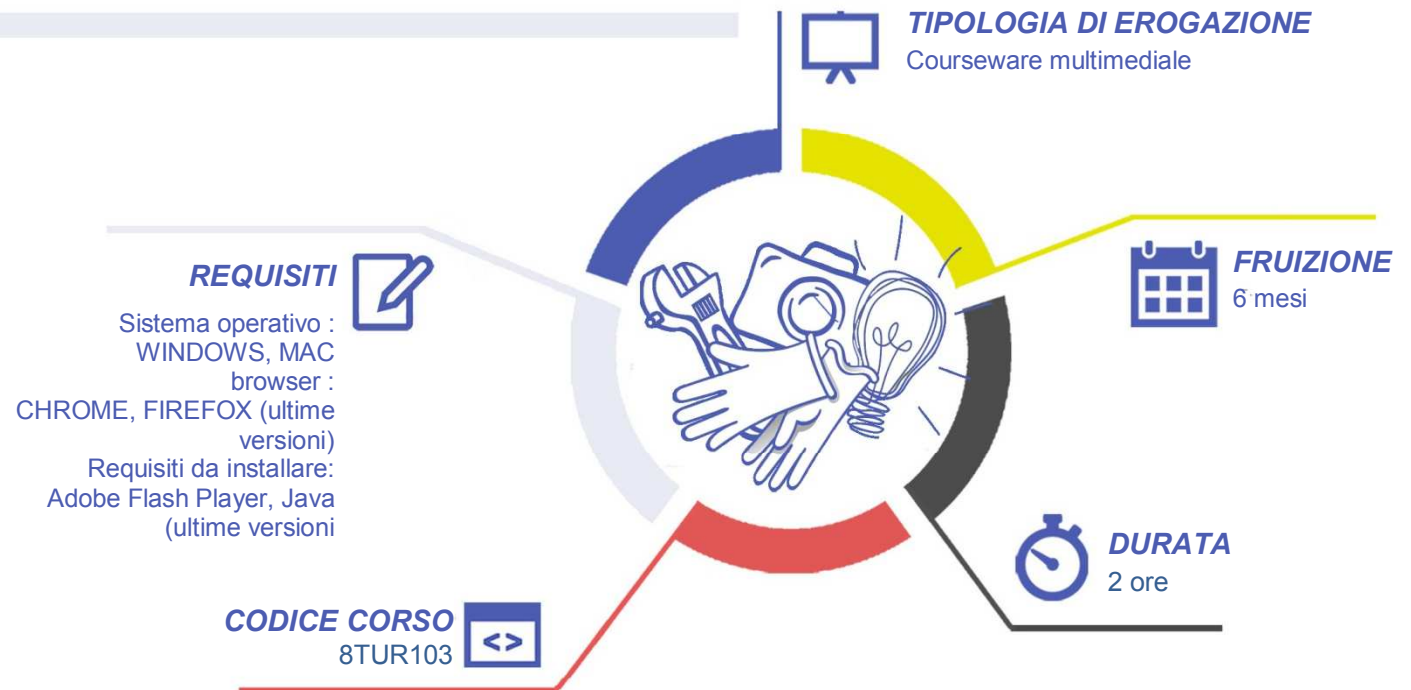 TIPOLOGIA DI EROGAZIONE
Courseware multimediale
REQUISITI
Sistema operativo :
WINDOWS, MAC
browser :
CHROME, FIREFOX (ultime
versioni)
Requisiti da installare:
Adobe Flash Player, Java
(ultime versioni
FRUIZIONE
6 mesi
DURATA
2 ore
CODICE CORSO
8TUR103
<>